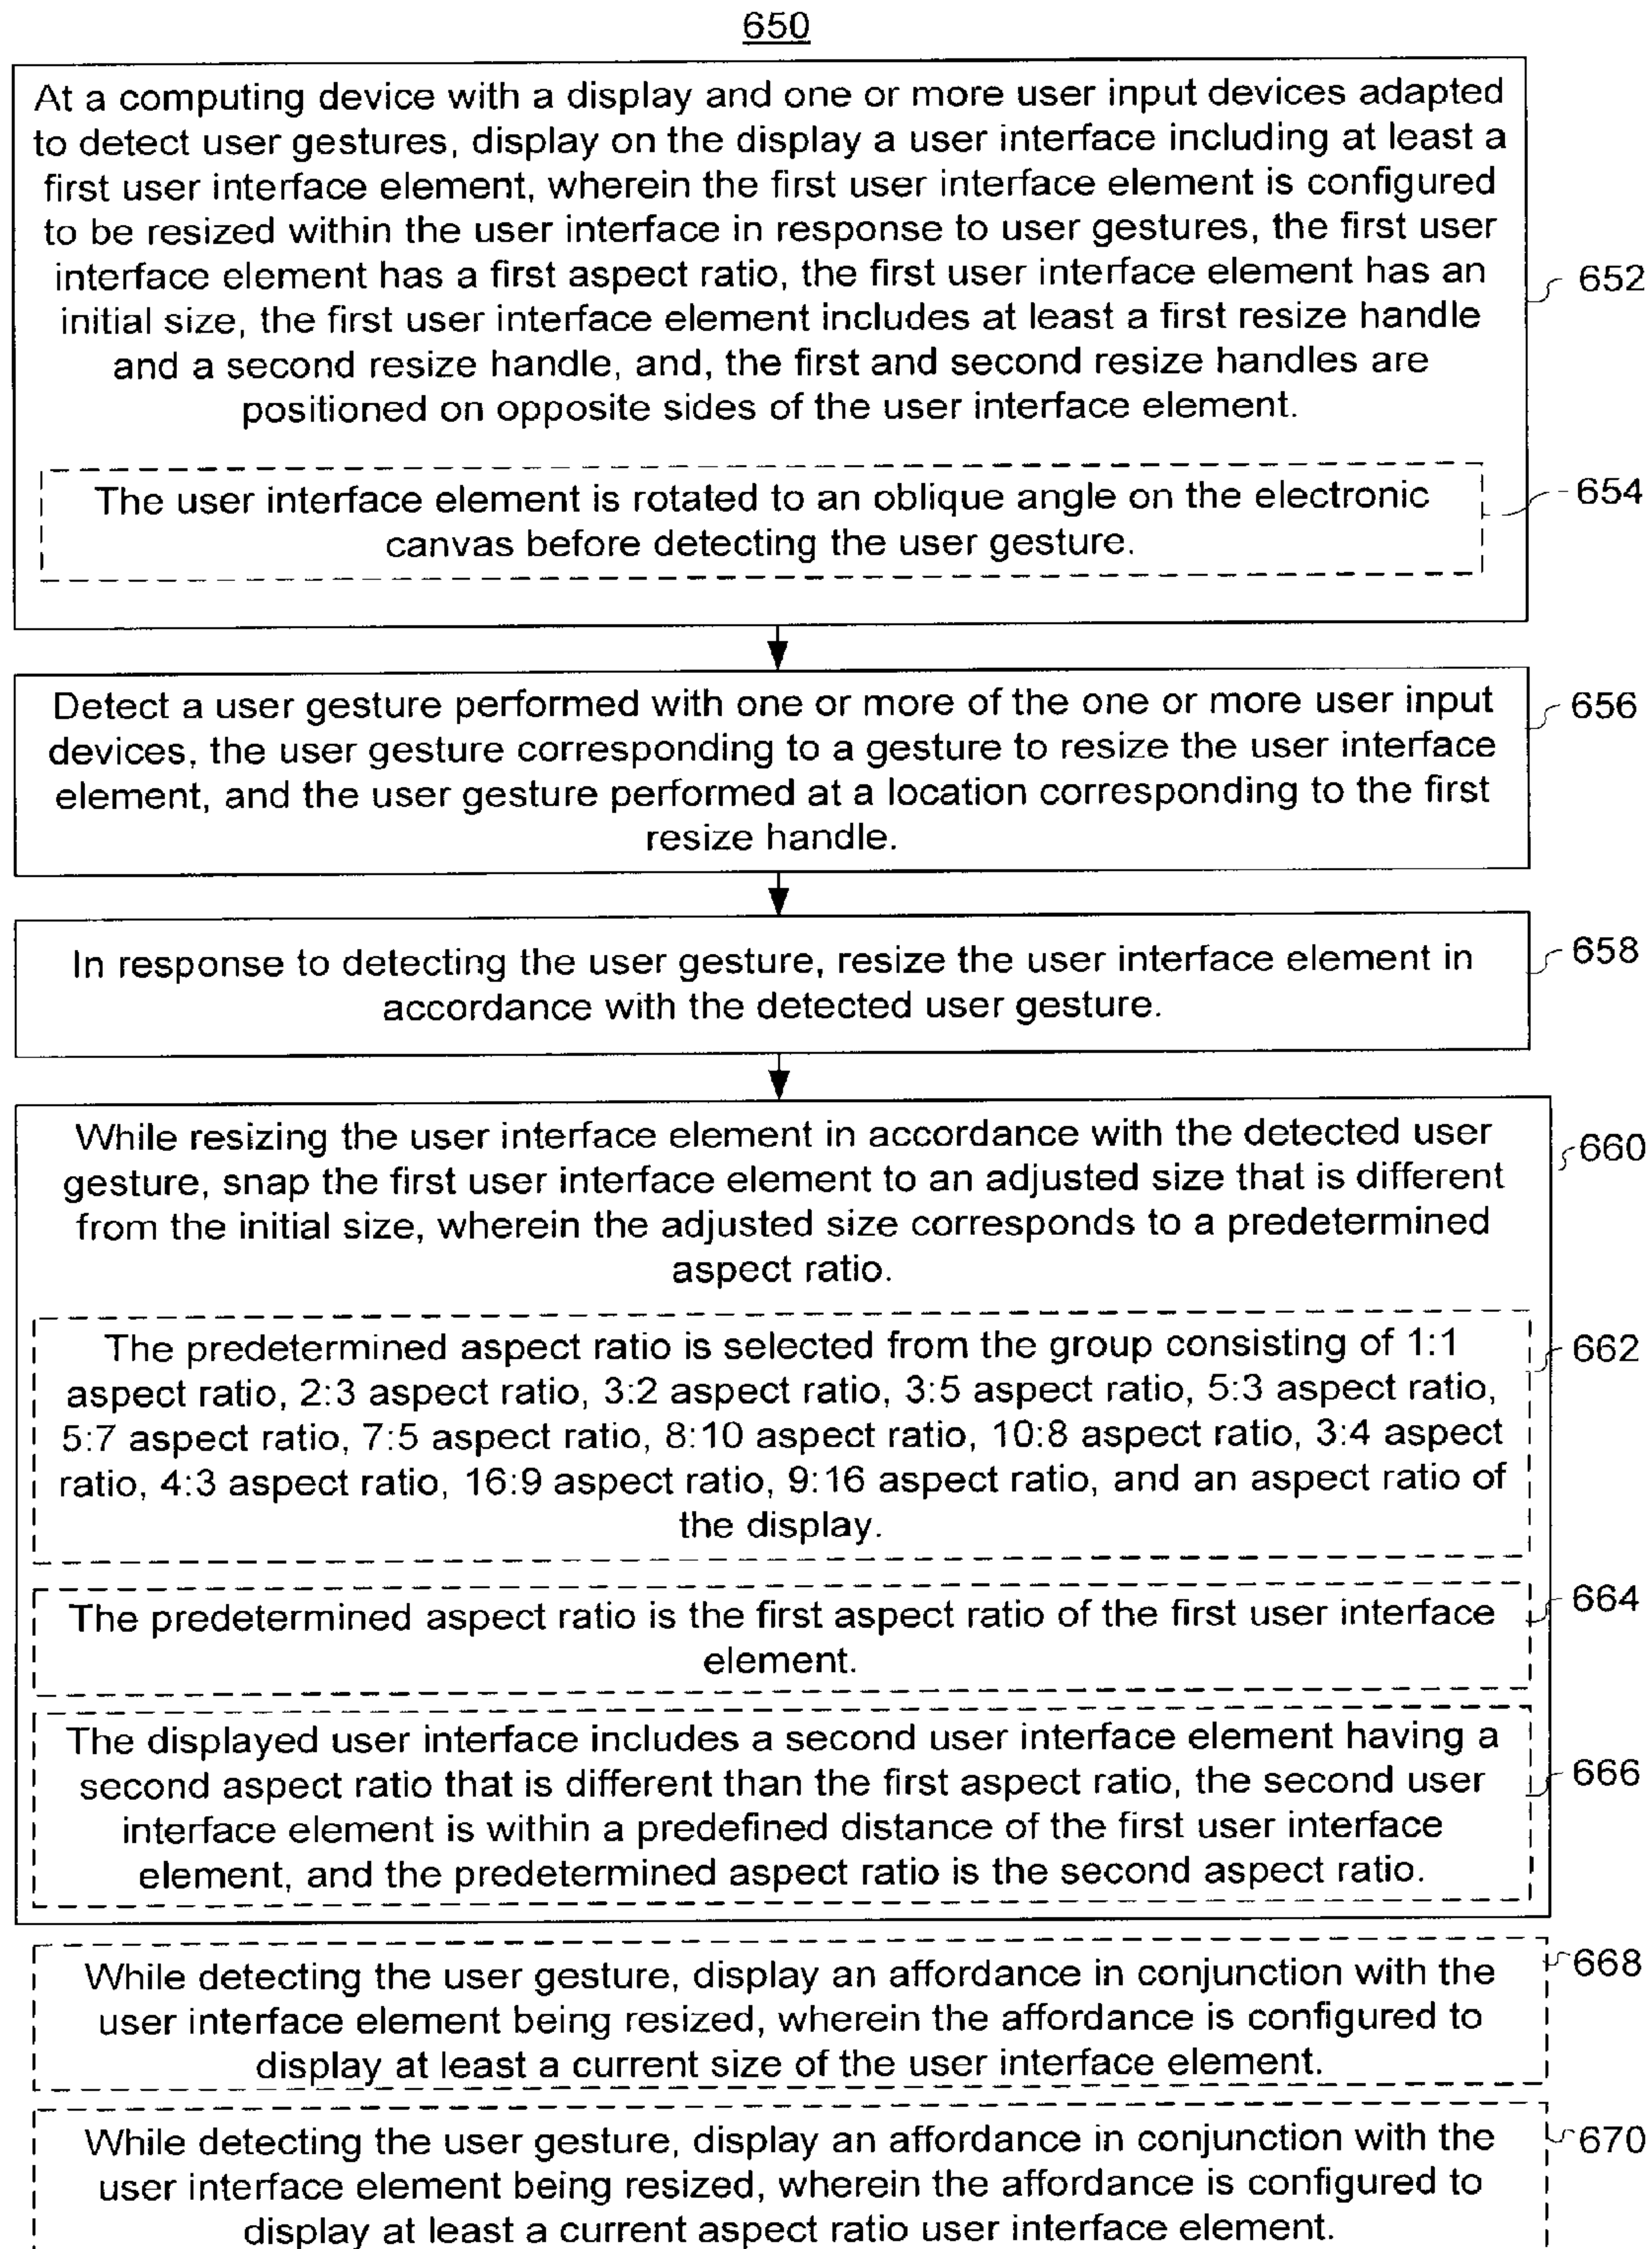 650
At a computing device with a display and one or more user input devices adapted
to detect user gestures, display on the display a user interface including at least a
first user interface element, wherein the first user interface element is configured
to be resized within the user interface in response to user gestures, the first user
interface element has a first aspect ratio, the first user interface element has an
initial size, the first user interface element includes at least a first resize handle
and a second resize handle, and, the first and second resize handles are
positioned on opposite sides of the user interface element.
652
The user interface element is rotated to an oblique angle on the electronic
canvas before detecting the user gesture.
654
Detect a user gesture performed with one or more of the one or more user input
devices, the user gesture corresponding to a gesture to resize the user interface
element, and the user gesture performed at a location corresponding to the first
resize handle.
656
In response to detecting the user gesture, resize the user interface element in
accordance with the detected user gesture.
658
While resizing the user interface element in accordance with the detected user
gesture, snap the first user interface element to an adjusted size that is different
from the initial size, wherein the adjusted size corresponds to a predetermined
aspect ratio.
660
The predetermined aspect ratio is selected from the group consisting of 1:1
aspect ratio, 2:3 aspect ratio, 3:2 aspect ratio, 3:5 aspect ratio, 5:3 aspect ratio,
5:7 aspect ratio, 7:5 aspect ratio, 8:10 aspect ratio, 10:8 aspect ratio, 3:4 aspect
ratio, 4:3 aspect ratio, 16:9 aspect ratio, 9:16 aspect ratio, and an aspect ratio of
the display.
662
The predetermined aspect ratio is the first aspect ratio of the first user interface
element.
664
The displayed user interface includes a second user interface element having a
second aspect ratio that is different than the first aspect ratio, the second user
interface element is within a predefined distance of the first user interface
element, and the predetermined aspect ratio is the second aspect ratio.
666
While detecting the user gesture, display an affordance in conjunction with the
user interface element being resized, wherein the affordance is configured to
display at least a current size of the user interface element.
668
While detecting the user gesture, display an affordance in conjunction with the
user interface element being resized, wherein the affordance is configured to
display at least a current aspect ratio user interface element.
670